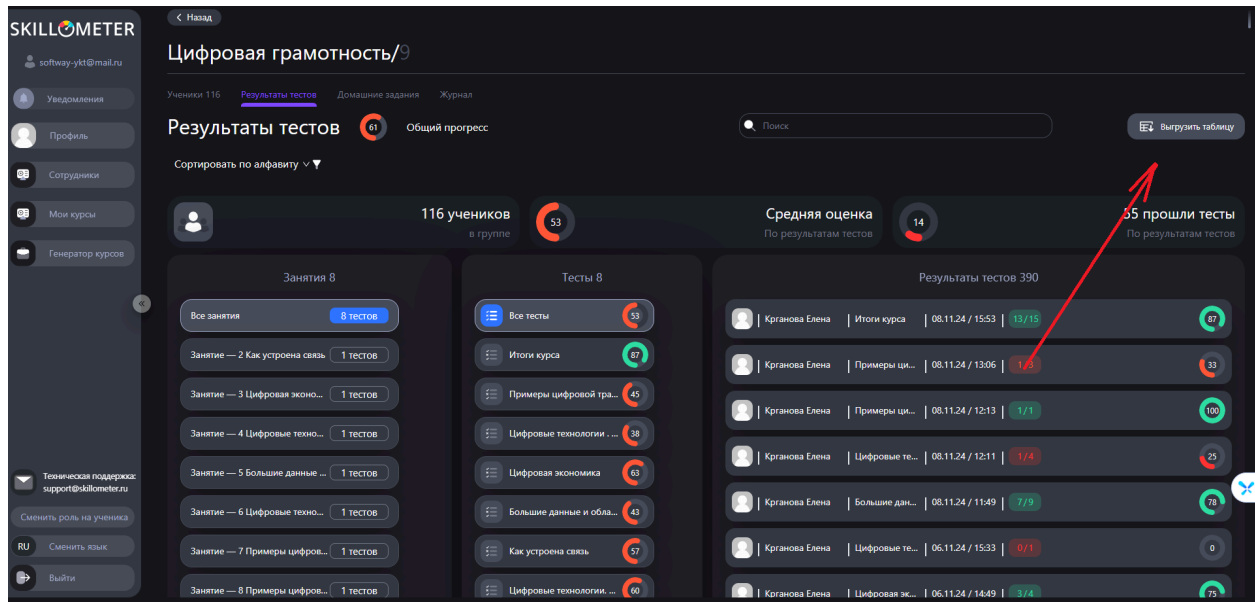 SKILLOMETER
softway-ykt@mail.ru
Уведомления
Профиль
Сотрудники
Мои курсы
Генератор курсов
«
Техническая поддержка:
support@skillometer.ru
Сменить роль на ученика
RU Сменить язык
Выйти
Назад
Цифровая грамотность/9
Ученики 116 Результаты тестов Домашние задания Журнал
Результаты тестов 61 Общий прогресс
Поиск
Выгрузить таблицу
Сортировать по алфавиту
116 учеников
в группе
53 Средняя оценка
По результатам тестов
14 55 прошли тесты
По результатам тестов
Занятия 8
Все занятия 8 тестов
Занятие — 2 Как устроена связь 1 тестов
Занятие — 3 Цифровая эконо... 1 тестов
Занятие — 4 Цифровые техно... 1 тестов
Занятие — 5 Большие данные ... 1 тестов
Занятие — 6 Цифровые техно... 1 тестов
Занятие — 7 Примеры цифров... 1 тестов
Занятие — 8 Примеры цифров... 1 тестов
Тесты 8
Все тесты 53
Итоги курса 87
Примеры цифровой тра... 45
Цифровые технологии . ... 38
Цифровая экономика 63
Большие данные и обла... 43
Как устроена связь 57
Цифровые технологии. ... 60
Результаты тестов 390
| Крганова Елена | Итоги курса | 08.11.24 / 15:53 | 13/15 87
| Крганова Елена | Примеры ци... | 08.11.24 / 13:06 | 1/3 33
| Крганова Елена | Примеры ци... | 08.11.24 / 12:13 | 1/1 100
| Крганова Елена | Цифровые те... | 08.11.24 / 12:11 | 1/4 25
| Крганова Елена | Большие дан... | 08.11.24 / 11:49 | 7/9 78
| Крганова Елена | Цифровые те... | 06.11.24 / 15:33 | 0/1 0
| Крганова Елена | Цифровая эк... | 06.11.24 / 14:49 | 3/4 75